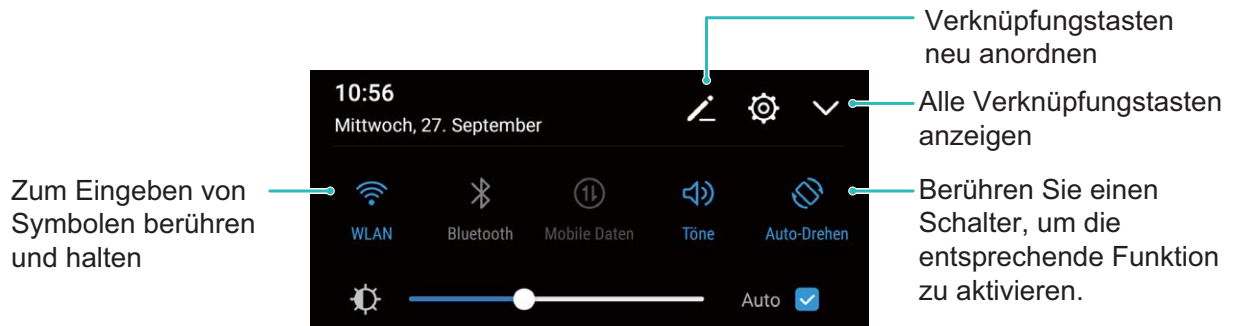 Verknüpfungstasten
neu anordnen
10:56
Mittwoch, 27. September
Alle Verknüpfungstasten
anzeigen
Zum Eingeben von
Symbolen berühren
und halten
WLAN
Bluetooth
Mobile Daten
Töne
Auto-Drehen
Berühren Sie einen
Schalter, um die
entsprechende Funktion
zu aktivieren.
Auto